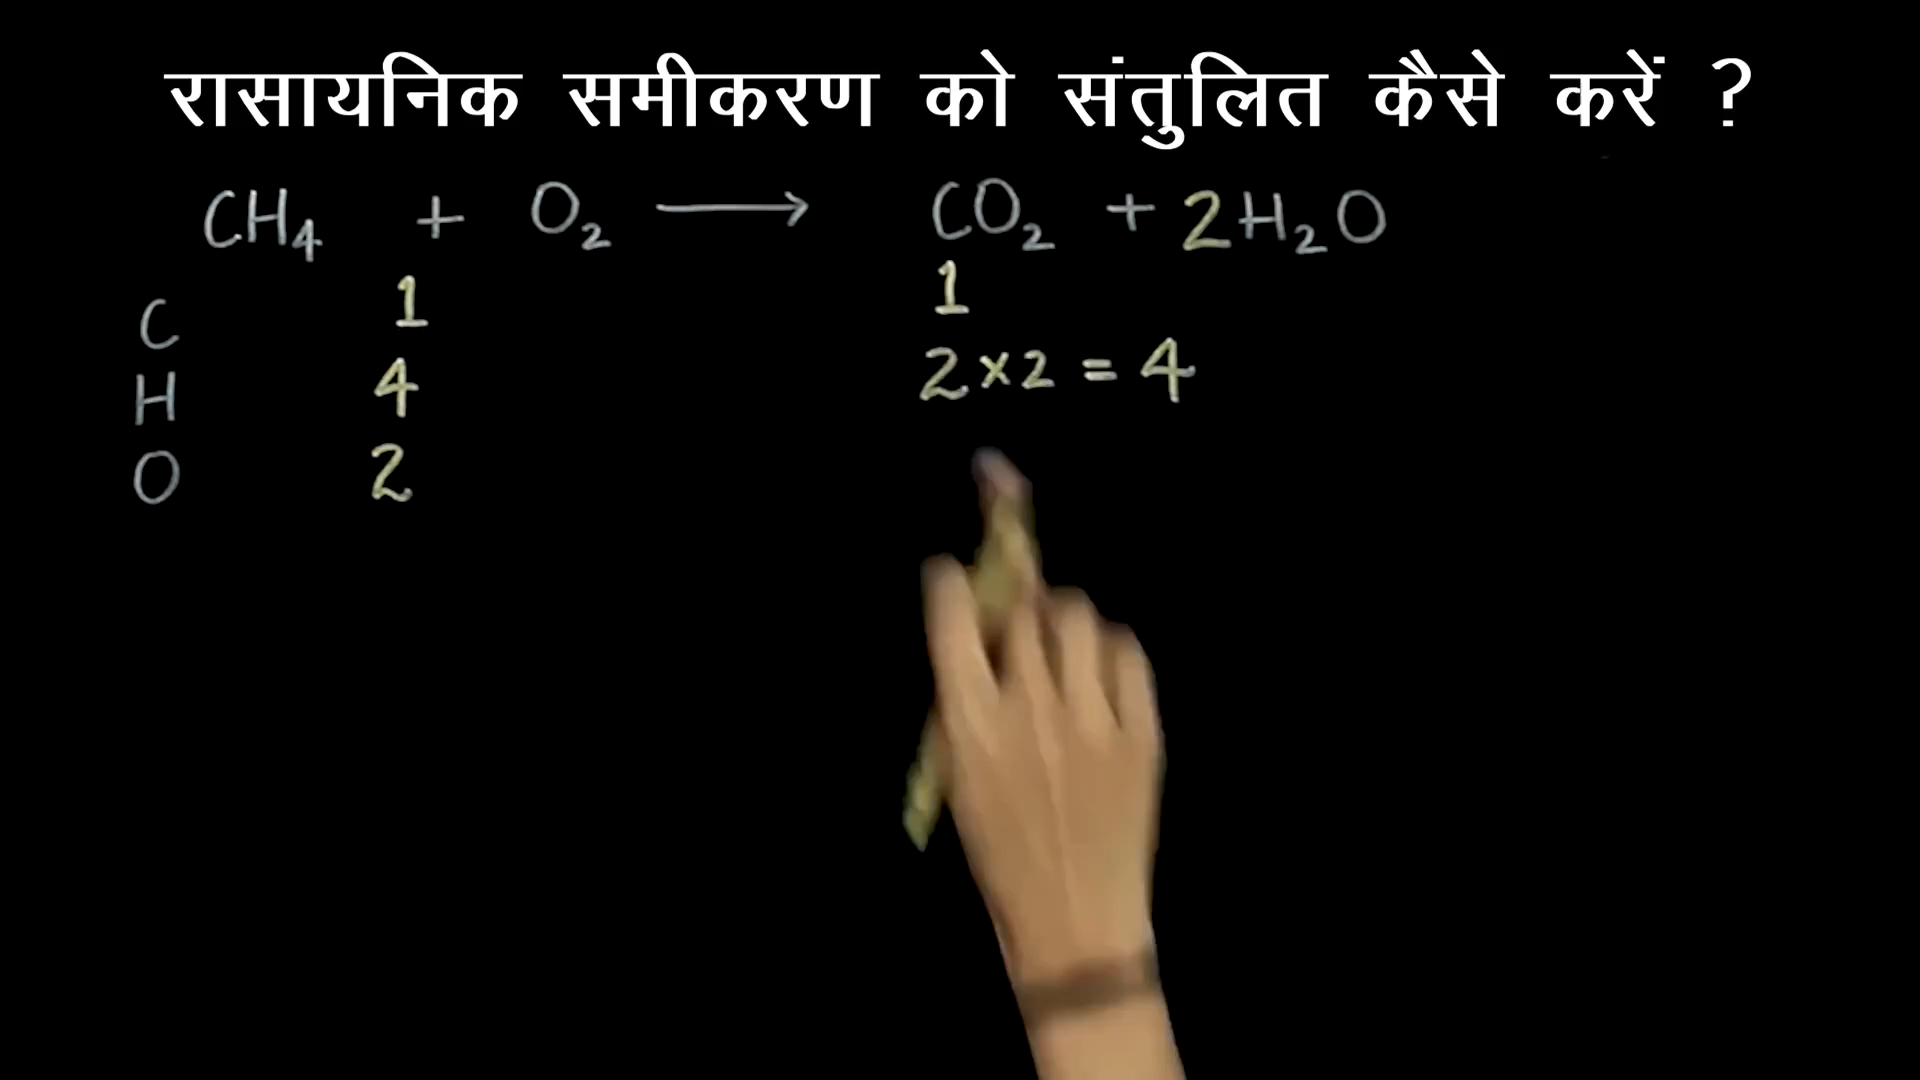 रासायनिक समीकरण को संतुलित कैसे करें ?
CH₄ + O₂ → CO₂ + 2H₂O
C 1 1
H 4 2 × 2 = 4
O 2